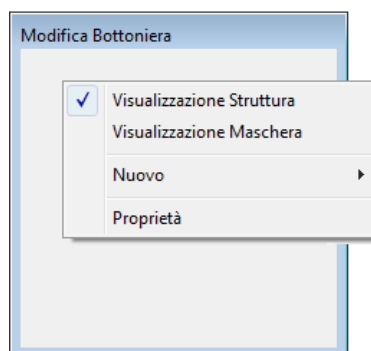 Modifica Bottoniera
Visualizzazione Struttura
Visualizzazione Maschera
Nuovo
Proprietà